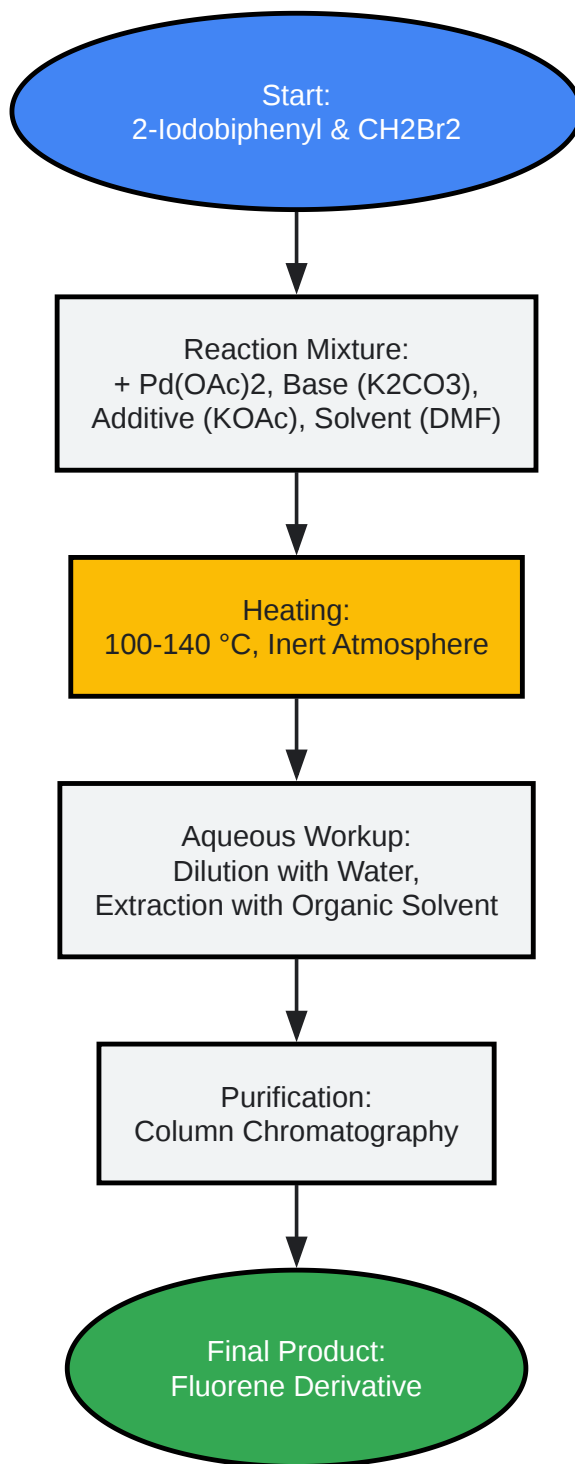 Start:
2-Iodobiphenyl & CH2Br2
Reaction Mixture:
+ Pd(OAc)2, Base (K2CO3),
Additive (KOAc), Solvent (DMF)
Heating:
100-140 °C, Inert Atmosphere
Aqueous Workup:
Dilution with Water,
Extraction with Organic Solvent
Purification:
Column Chromatography
Final Product:
Fluorene Derivative